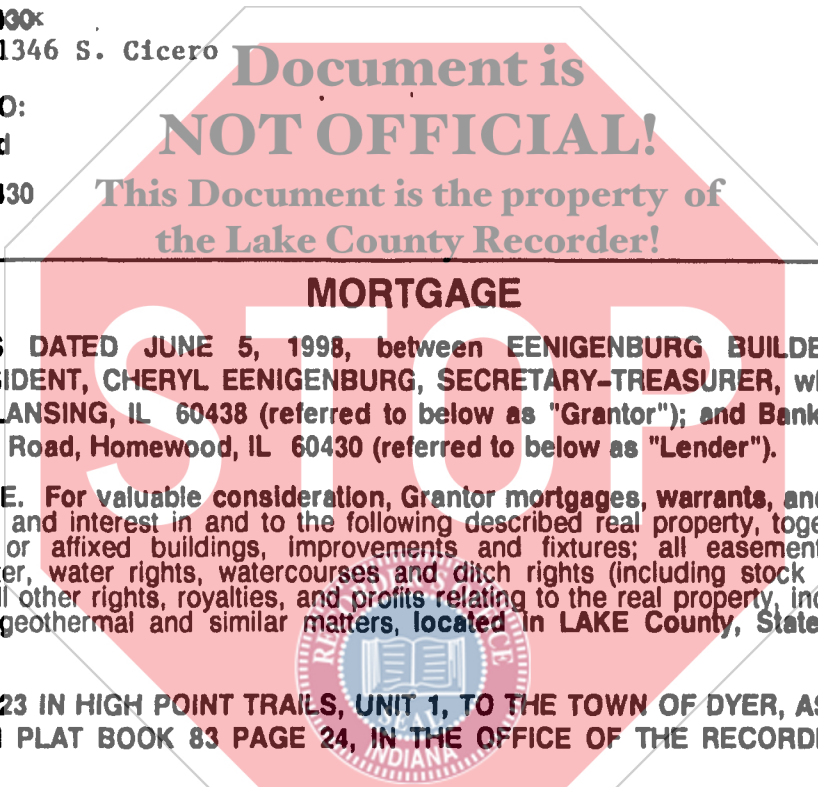 1346 S. Cicero
Document is
O:
NOT OFFICIAL!
This Document is the property of
the Lake County Recorder!
MORTGAGE
DATED JUNE 5, 1998, between EENIGENBURG BUILDE
SIDENT, CHERYL EENIGENBURG, SECRETARY-TREASURER, w
LANSING, IL 60438 (referred to below as "Grantor"); and Bank
Road, Homewood, IL 60430 (referred to below as "Lender").
E. For valuable consideration, Grantor mortgages, warrants, and
and interest in and to the following described real property, toge
or affixed buildings, improvements and fixtures; all easement
er, water rights, watercourses and ditch rights (including stock
ll other rights, royalties, and profits relating to the real property, inc
geothermal and similar matters, located in LAKE County, State
23 IN HIGH POINT TRAILS, UNIT 1, TO THE TOWN OF DYER, AS
PLAT BOOK 83 PAGE 24, IN THE OFFICE OF THE RECORD
STOP
SEAL
INDIANA